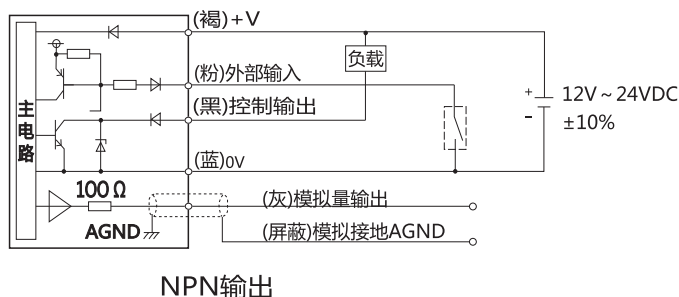 (褐)+V
负载
(粉)外部输入
+
12V～24VDC
(黑)控制输出
-
±10%
主电路
(蓝)0V
100 Ω
(灰)模拟量输出
AGND
(屏蔽)模拟接地AGND
NPN输出